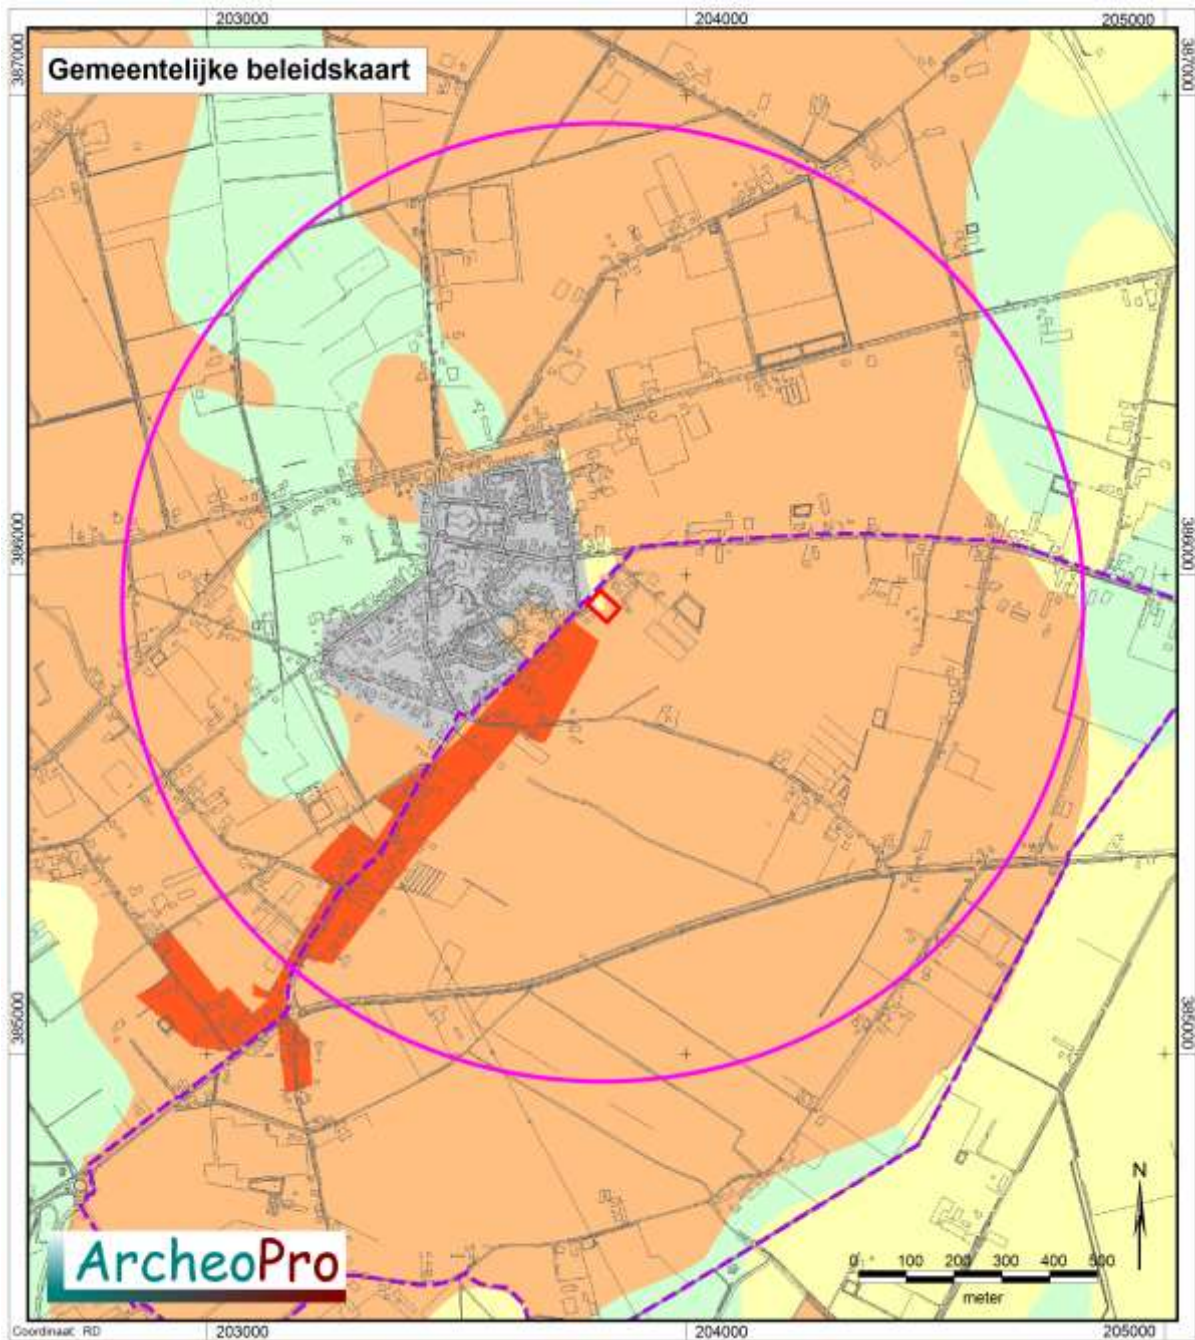 203000 204000 205000
387000 387000
Gemeentelijke beleidskaart
386000 386000
385000 385000
N
ArcheoPro
0 100 200 300 400 500
meter
Coordinaat: RD
203000 204000 205000